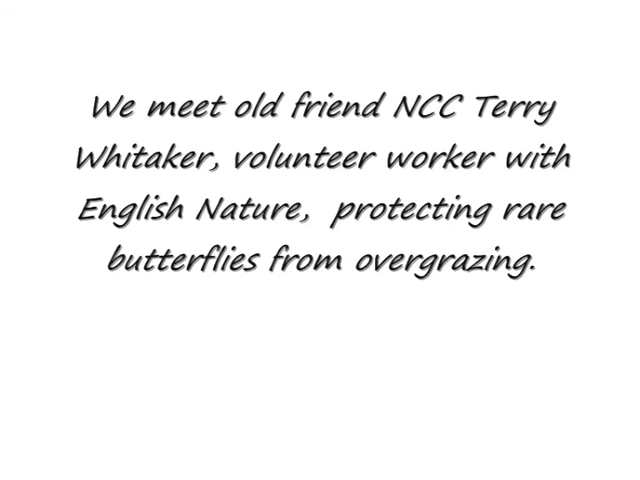 We meet old friend NCC Terry
Whitaker, volunteer worker with
English Nature,  protecting rare
butterflies from overgrazing.